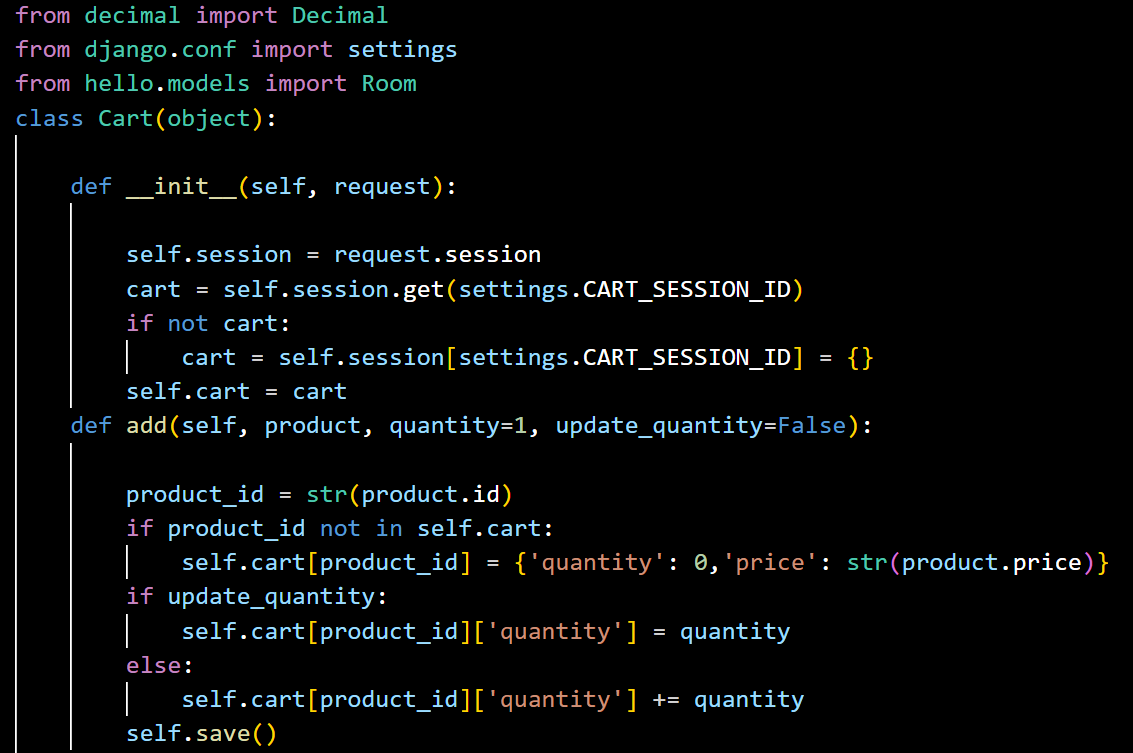 from decimal import Decimal
from django.conf import settings
from hello.models import Room
class Cart(object):
    def __init__(self, request):
        self.session = request.session
        cart = self.session.get(settings.CART_SESSION_ID)
        if not cart:
            cart = self.session[settings.CART_SESSION_ID] = {}
        self.cart = cart
    def add(self, product, quantity=1, update_quantity=False):
        product_id = str(product.id)
        if product_id not in self.cart:
            self.cart[product_id] = {'quantity': 0,'price': str(product.price)}
        if update_quantity:
            self.cart[product_id]['quantity'] = quantity
        else:
            self.cart[product_id]['quantity'] += quantity
        self.save()